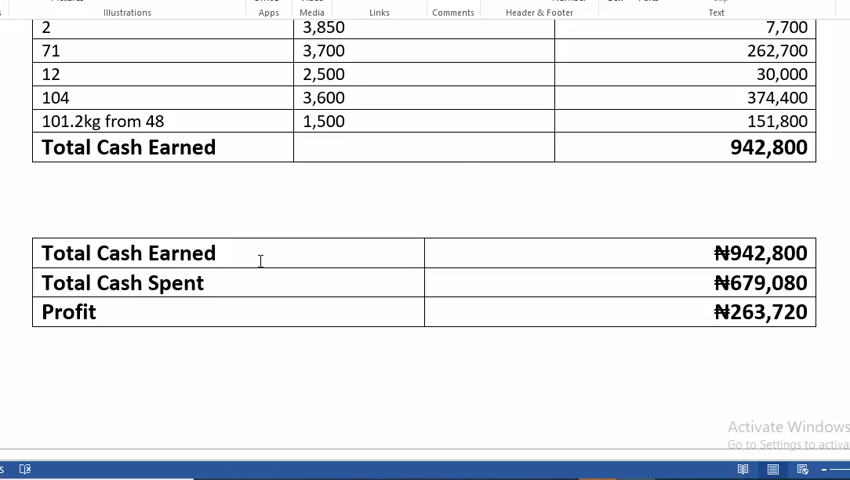 Illustrations Apps Media Links Comments Header & Footer Text
2 3,850 7,700
71 3,700 262,700
12 2,500 30,000
104 3,600 374,400
101.2kg from 48 1,500 151,800
Total Cash Earned 942,800
Total Cash Earned ₦942,800
Total Cash Spent ₦679,080
Profit ₦263,720
Activate Windows
Go to Settings to activa